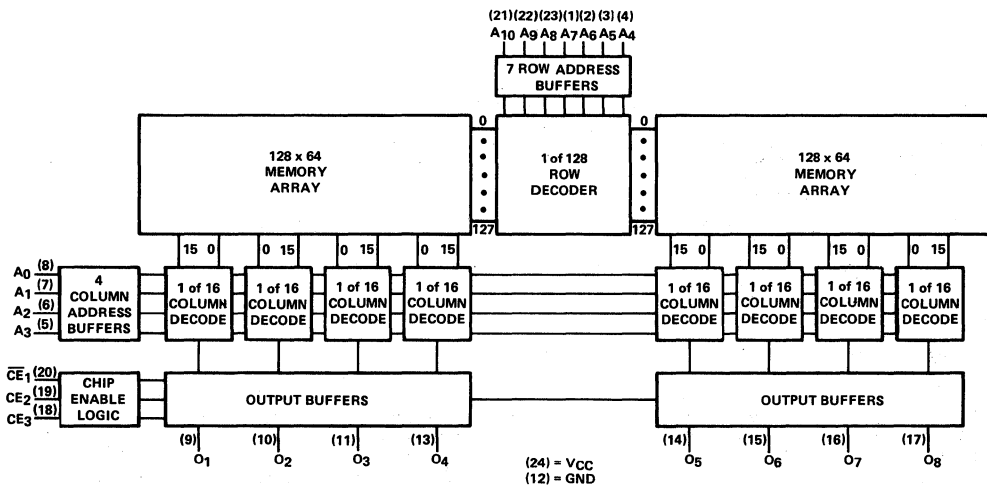 (21) (22) (23) (1) (2) (3) (4)
A10 A9 A8 A7 A6 A5 A4
7 ROW ADDRESS
BUFFERS
128 x 64
MEMORY
ARRAY
0
127
1 of 128
ROW
DECODER
0
127
128 x 64
MEMORY
ARRAY
15 0
0 15
0 15
0 15
15 0
15 0
0 15
0 15
A0 (8)
A1 (7)
A2 (6)
A3 (5)
4
COLUMN
ADDRESS
BUFFERS
1 of 16
COLUMN
DECODE
1 of 16
COLUMN
DECODE
1 of 16
COLUMN
DECODE
1 of 16
COLUMN
DECODE
1 of 16
COLUMN
DECODE
1 of 16
COLUMN
DECODE
1 of 16
COLUMN
DECODE
1 of 16
COLUMN
DECODE
C̅E̅1 (20)
CE2 (19)
CE3 (18)
CHIP
ENABLE
LOGIC
OUTPUT BUFFERS
OUTPUT BUFFERS
(9) (10) (11) (13) (14) (15) (16) (17)
O1 O2 O3 O4 O5 O6 O7 O8
(24) = VCC
(12) = GND